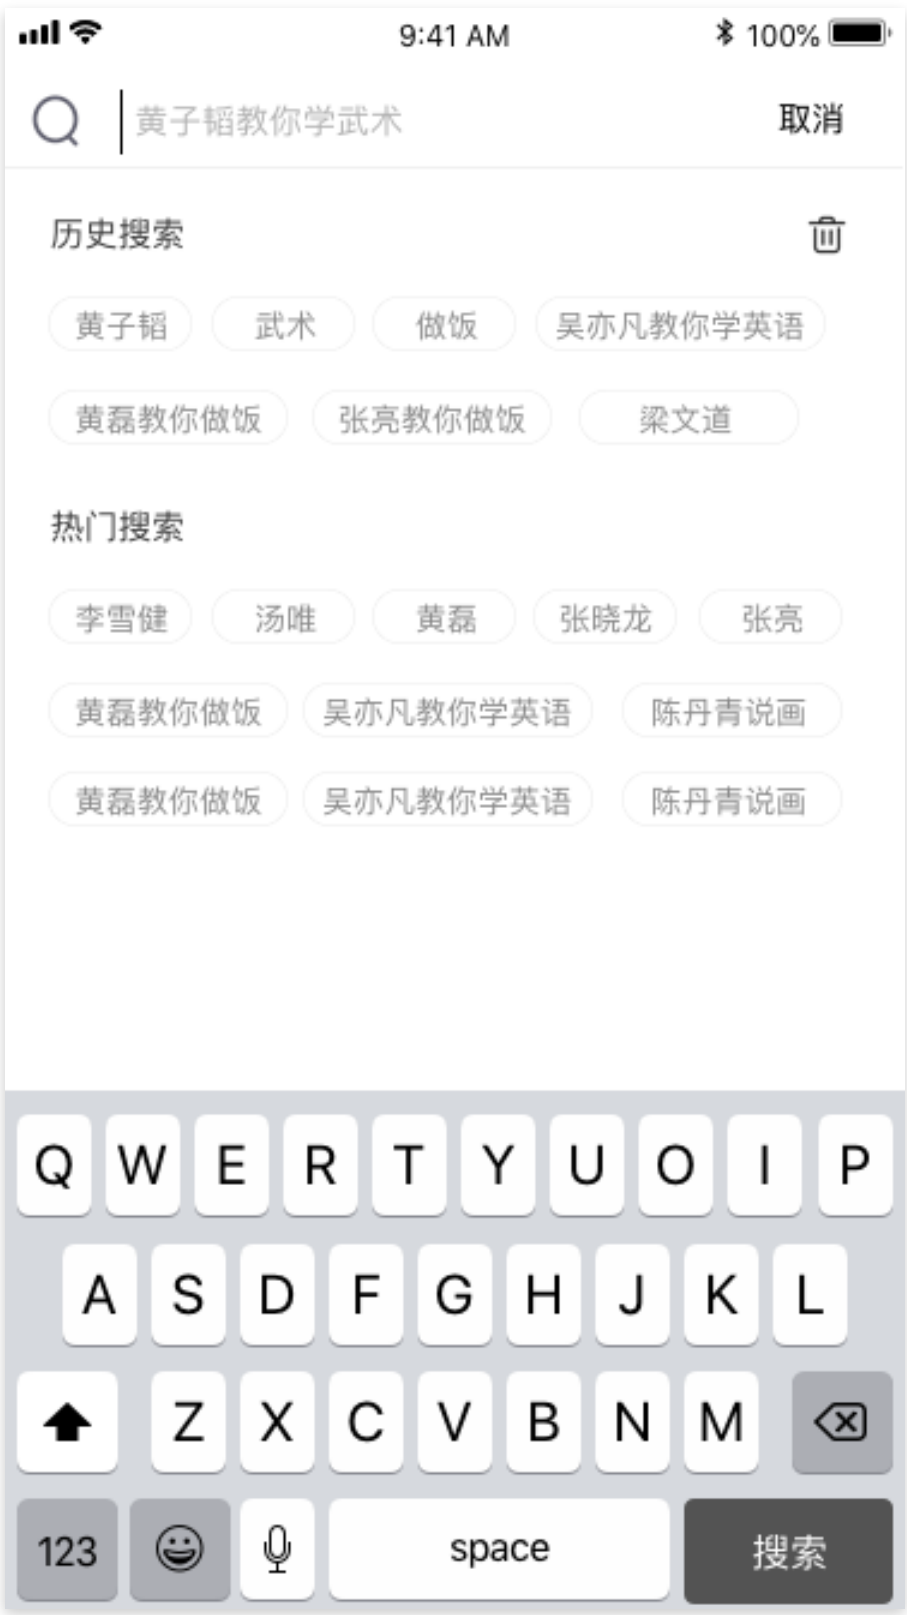 9:41 AM 100%
黄子韬教你学武术 取消
历史搜索
黄子韬 武术 做饭 吴亦凡教你学英语
黄磊教你做饭 张亮教你做饭 梁文道
热门搜索
李雪健 汤唯 黄磊 张晓龙 张亮
黄磊教你做饭 吴亦凡教你学英语 陈丹青说画
黄磊教你做饭 吴亦凡教你学英语 陈丹青说画
Q W E R T Y U O I P
A S D F G H J K L
Z X C V B N M
123 space 搜索